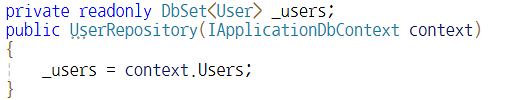 private readonly DbSet<User> _users;
public UserRepository(IApplicationDbContext context)
{
    _users = context.Users;
}